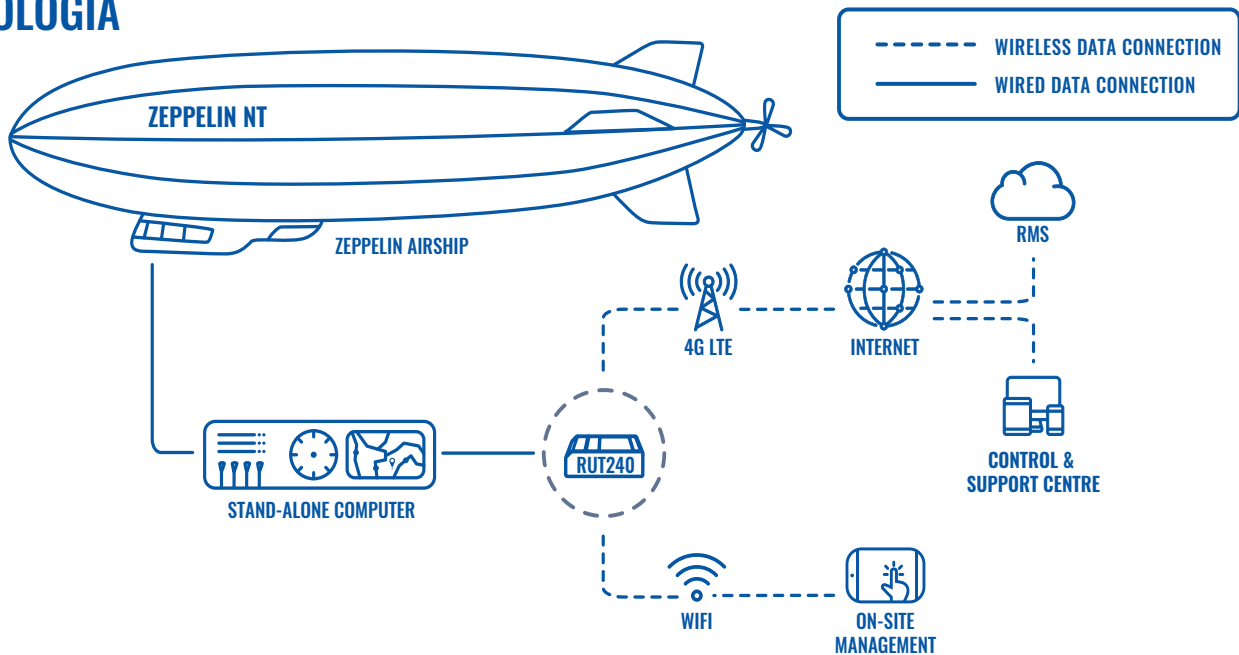 OLOGIA
WIRELESS DATA CONNECTION
WIRED DATA CONNECTION
ZEPPELIN NT
ZEPPELIN AIRSHIP
RMS
4G LTE
INTERNET
RUT240
CONTROL &
SUPPORT CENTRE
STAND-ALONE COMPUTER
WIFI
ON-SITE
MANAGEMENT